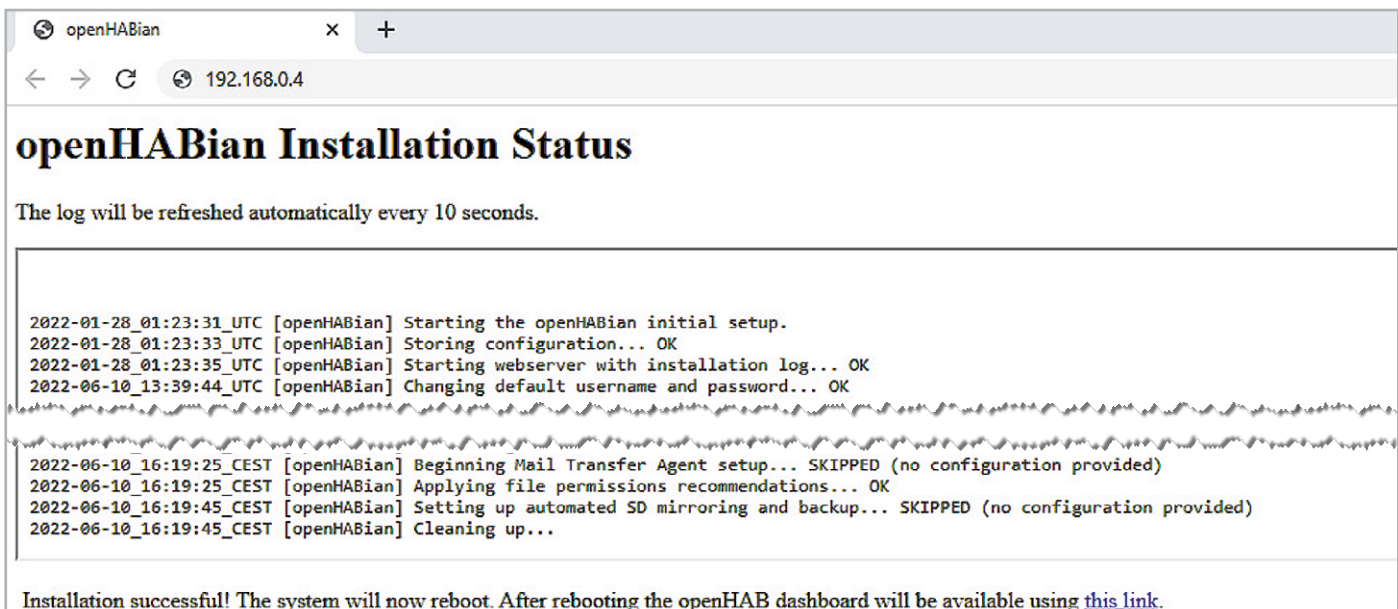 openHABian
192.168.0.4
openHABian Installation Status
The log will be refreshed automatically every 10 seconds.
2022-01-28_01:23:31_UTC [openHABian] Starting the openHABian initial setup.
2022-01-28_01:23:33_UTC [openHABian] Storing configuration... OK
2022-01-28_01:23:35_UTC [openHABian] Starting webserver with installation log... OK
2022-06-10_13:39:44_UTC [openHABian] Changing default username and password... OK
2022-06-10_16:19:25_CEST [openHABian] Beginning Mail Transfer Agent setup... SKIPPED (no configuration provided)
2022-06-10_16:19:25_CEST [openHABian] Applying file permissions recommendations... OK
2022-06-10_16:19:45_CEST [openHABian] Setting up automated SD mirroring and backup... SKIPPED (no configuration provided)
2022-06-10_16:19:45_CEST [openHABian] Cleaning up...
Installation successful! The system will now reboot. After rebooting the openHAB dashboard will be available using this link.